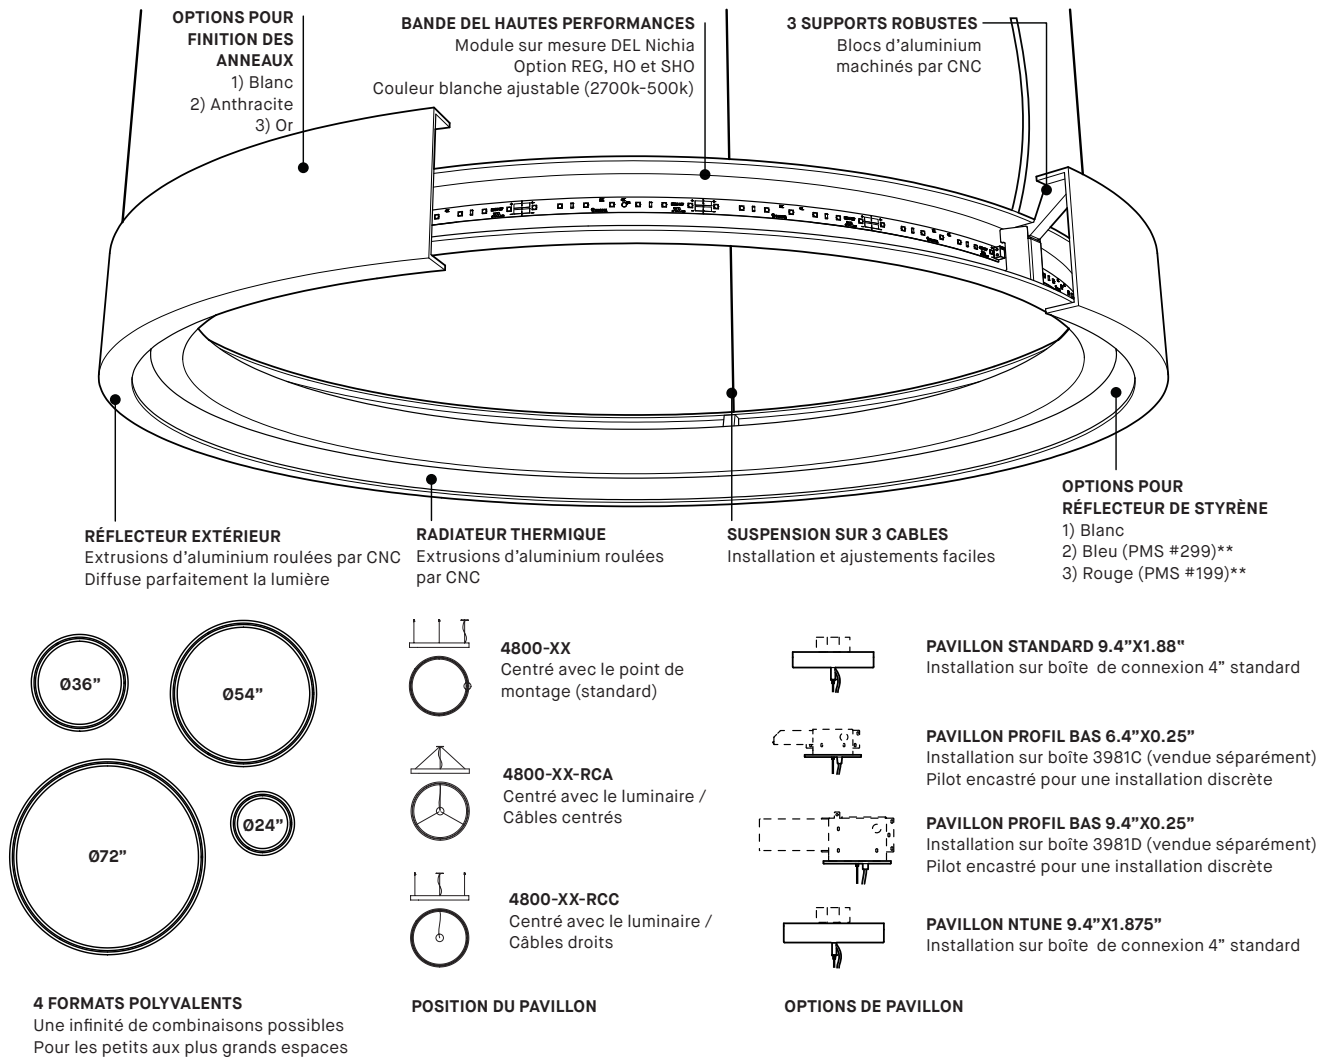 OPTIONS POUR
FINITION DES
ANNEAUX
1) Blanc
2) Anthracite
3) Or
BANDE DEL HAUTES PERFORMANCES
Module sur mesure DEL Nichia
Option REG, HO et SHO
Couleur blanche ajustable (2700k-500k)
3 SUPPORTS ROBUSTES
Blocs d’aluminium
machinés par CNC
RÉFLECTEUR EXTÉRIEUR
Extrusions d’aluminium roulées par CNC
Diffuse parfaitement la lumière
RADIATEUR THERMIQUE
Extrusions d’aluminium roulées
par CNC
SUSPENSION SUR 3 CABLES
Installation et ajustements faciles
OPTIONS POUR
RÉFLECTEUR DE STYRÈNE
1) Blanc
2) Bleu (PMS #299)**
3) Rouge (PMS #199)**
Ø36”
Ø54”
Ø72”
Ø24”
4 FORMATS POLYVALENTS
Une infinité de combinaisons possibles
Pour les petits aux plus grands espaces
4800-XX
Centré avec le point de
montage (standard)
4800-XX-RCA
Centré avec le luminaire /
Câbles centrés
4800-XX-RCC
Centré avec le luminaire /
Câbles droits
POSITION DU PAVILLON
PAVILLON STANDARD 9.4”X1.88"
Installation sur boîte de connexion 4” standard
PAVILLON PROFIL BAS 6.4”X0.25”
Installation sur boîte 3981C (vendue séparément)
Pilot encastré pour une installation discrète
PAVILLON PROFIL BAS 9.4”X0.25”
Installation sur boîte 3981D (vendue séparément)
Pilot encastré pour une installation discrète
PAVILLON NTUNE 9.4”X1.875”
Installation sur boîte de connexion 4” standard
OPTIONS DE PAVILLON